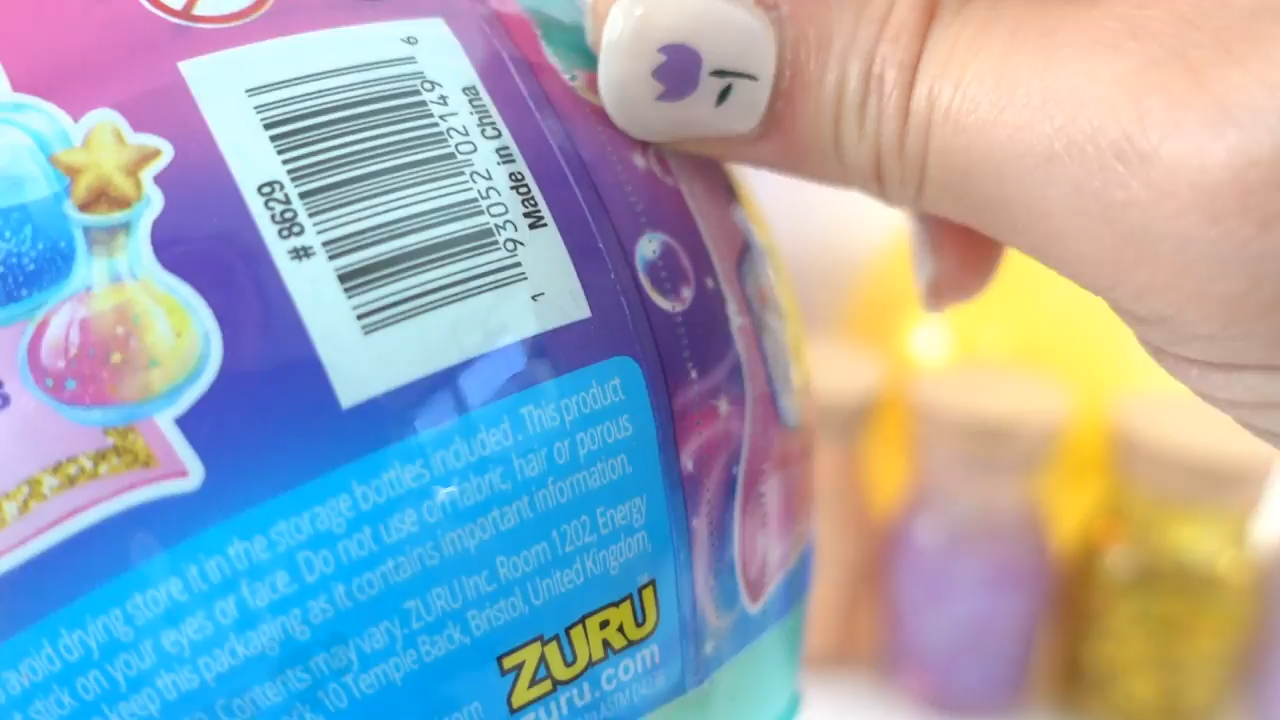 # 8629
1 93052 02149 6
Made in China
avoid drying store it in the storage bottles included. This product
stick on your eyes or face. Do not use on fabric, hair or porous
keep this packaging as it contains important information,
Contents may vary. ZURU Inc. Room 1202, Energy
10 Temple Back, Bristol, United Kingdom,
ZURU
zuru.com
ASTM